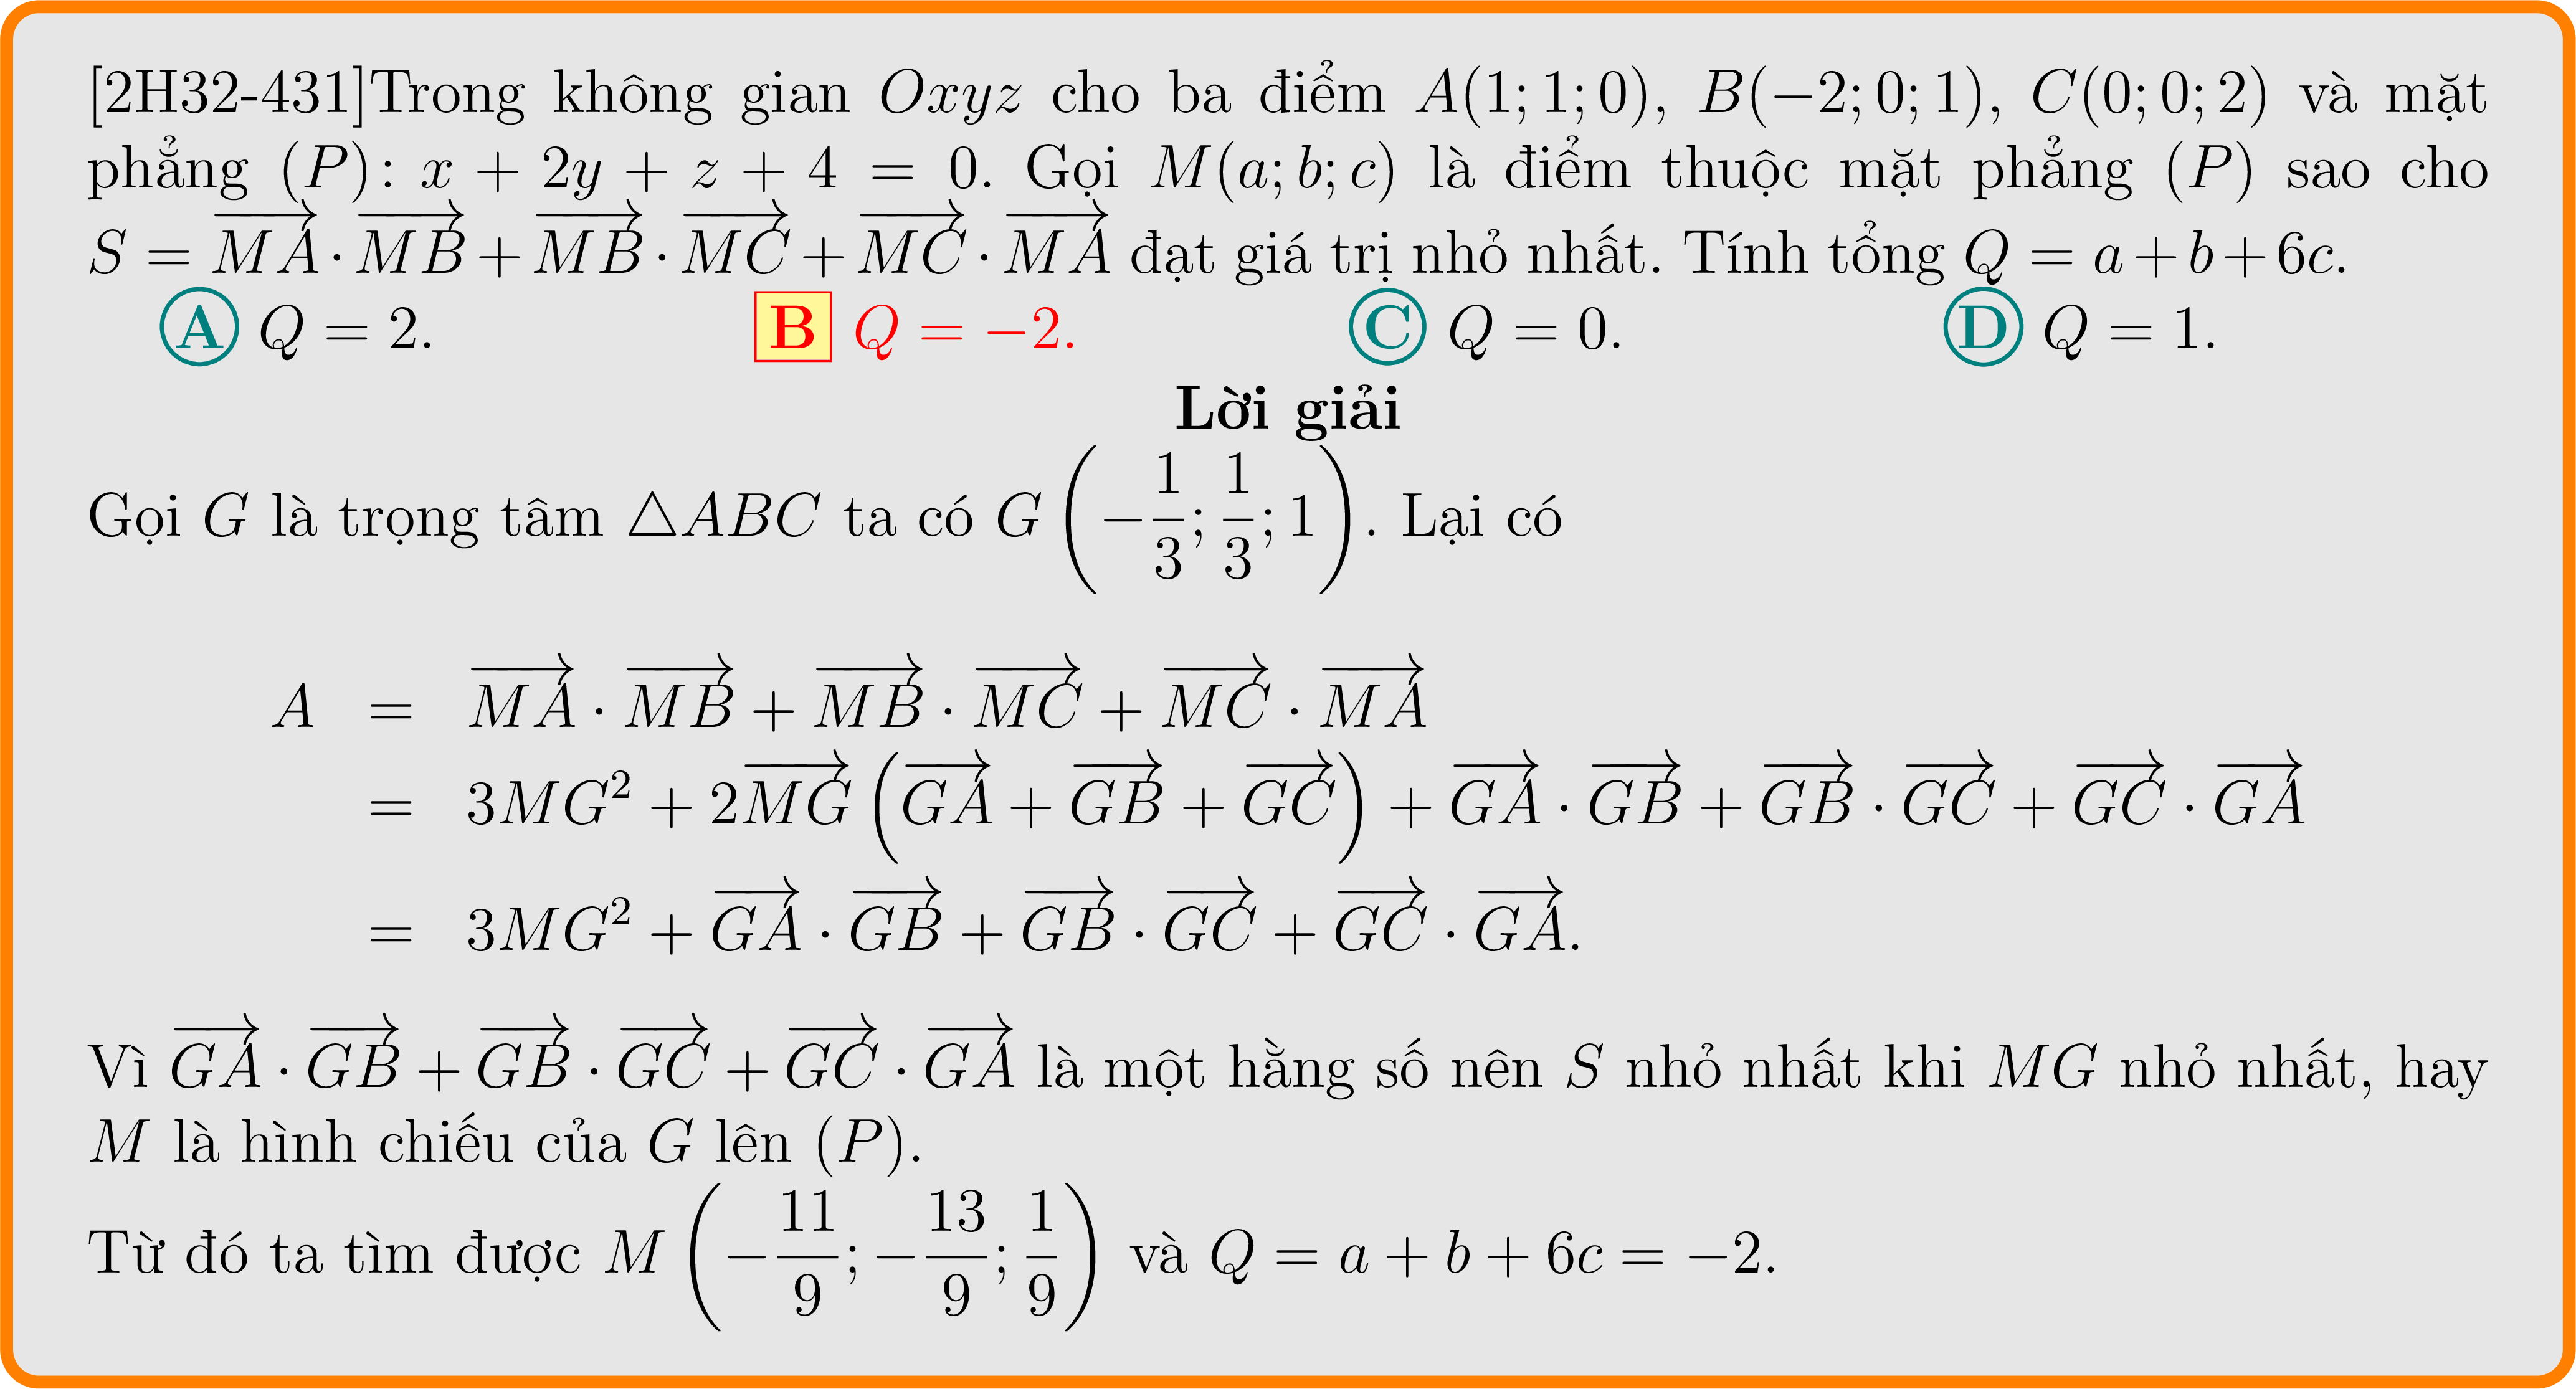 [2H32-431]Trong không gian Oxyz cho ba điểm A(1; 1; 0), B(−2; 0; 1), C(0; 0; 2) và mặt
phẳng (P): x + 2y + z + 4 = 0. Gọi M(a; b; c) là điểm thuộc mặt phẳng (P) sao cho
S = $\overrightarrow{MA}\cdot\overrightarrow{MB}+\overrightarrow{MB}\cdot\overrightarrow{MC}+\overrightarrow{MC}\cdot\overrightarrow{MA}$ đạt giá trị nhỏ nhất. Tính tổng Q = a + b + 6c.
A Q = 2. B Q = −2. C Q = 0. D Q = 1.
Lời giải
Gọi G là trọng tâm △ABC ta có $G\left(-\frac{1}{3};\frac{1}{3};1\right)$. Lại có
$A = \overrightarrow{MA}\cdot\overrightarrow{MB}+\overrightarrow{MB}\cdot\overrightarrow{MC}+\overrightarrow{MC}\cdot\overrightarrow{MA}$
$= 3MG^2+2\overrightarrow{MG}\left(\overrightarrow{GA}+\overrightarrow{GB}+\overrightarrow{GC}\right)+\overrightarrow{GA}\cdot\overrightarrow{GB}+\overrightarrow{GB}\cdot\overrightarrow{GC}+\overrightarrow{GC}\cdot\overrightarrow{GA}$
$= 3MG^2+\overrightarrow{GA}\cdot\overrightarrow{GB}+\overrightarrow{GB}\cdot\overrightarrow{GC}+\overrightarrow{GC}\cdot\overrightarrow{GA}.$
Vì $\overrightarrow{GA}\cdot\overrightarrow{GB}+\overrightarrow{GB}\cdot\overrightarrow{GC}+\overrightarrow{GC}\cdot\overrightarrow{GA}$ là một hằng số nên S nhỏ nhất khi MG nhỏ nhất, hay
M là hình chiếu của G lên (P).
Từ đó ta tìm được $M\left(-\frac{11}{9};-\frac{13}{9};\frac{1}{9}\right)$ và Q = a + b + 6c = −2.